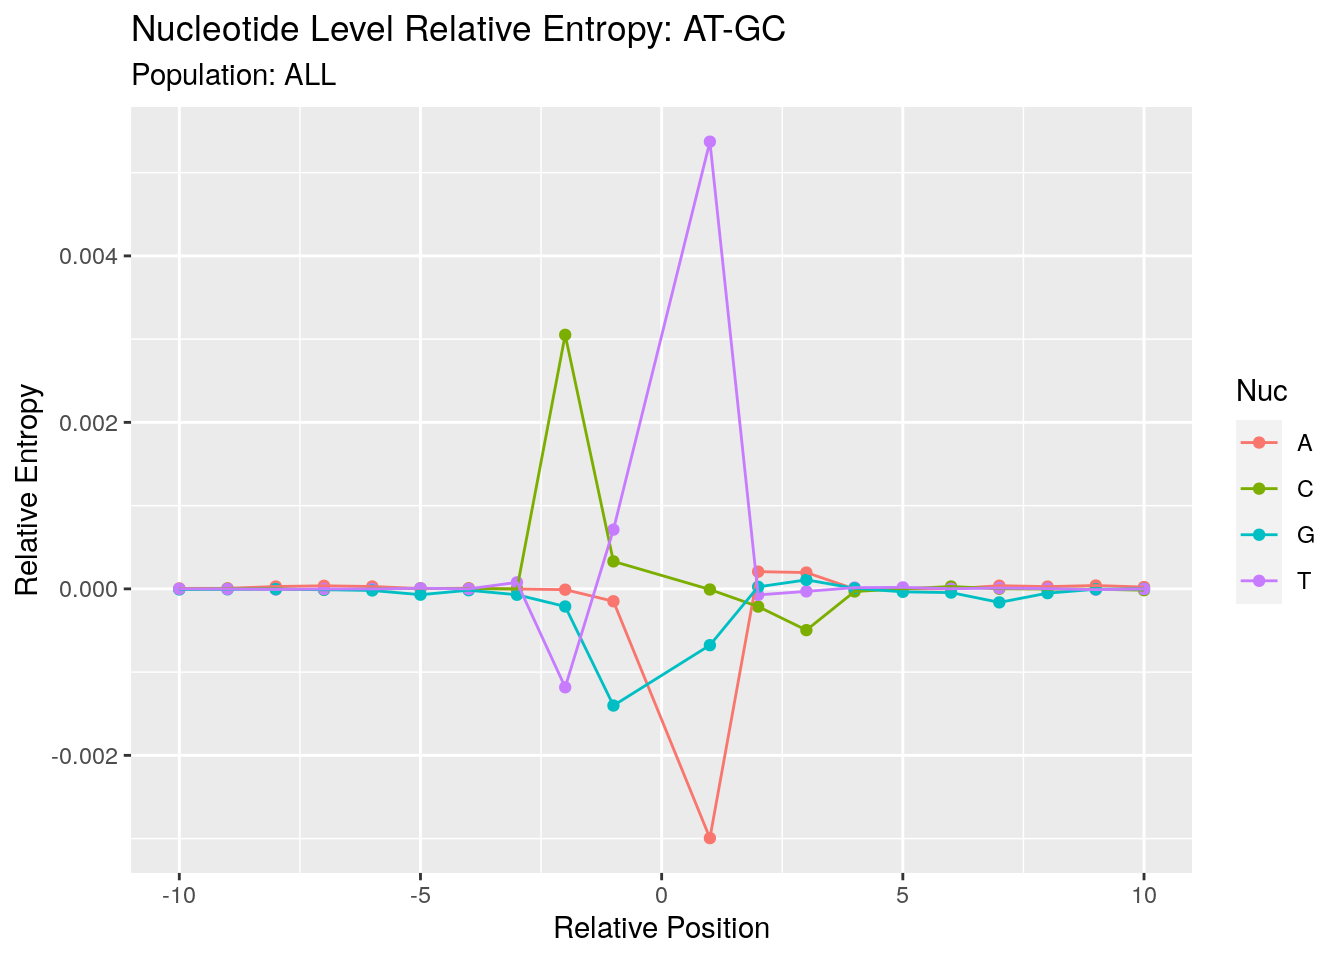 Nucleotide Level Relative Entropy: AT-GC
Population: ALL
Relative Entropy
0.004
0.002
0.000
-0.002
-10
-5
0
5
10
Relative Position
Nuc
A
C
G
T